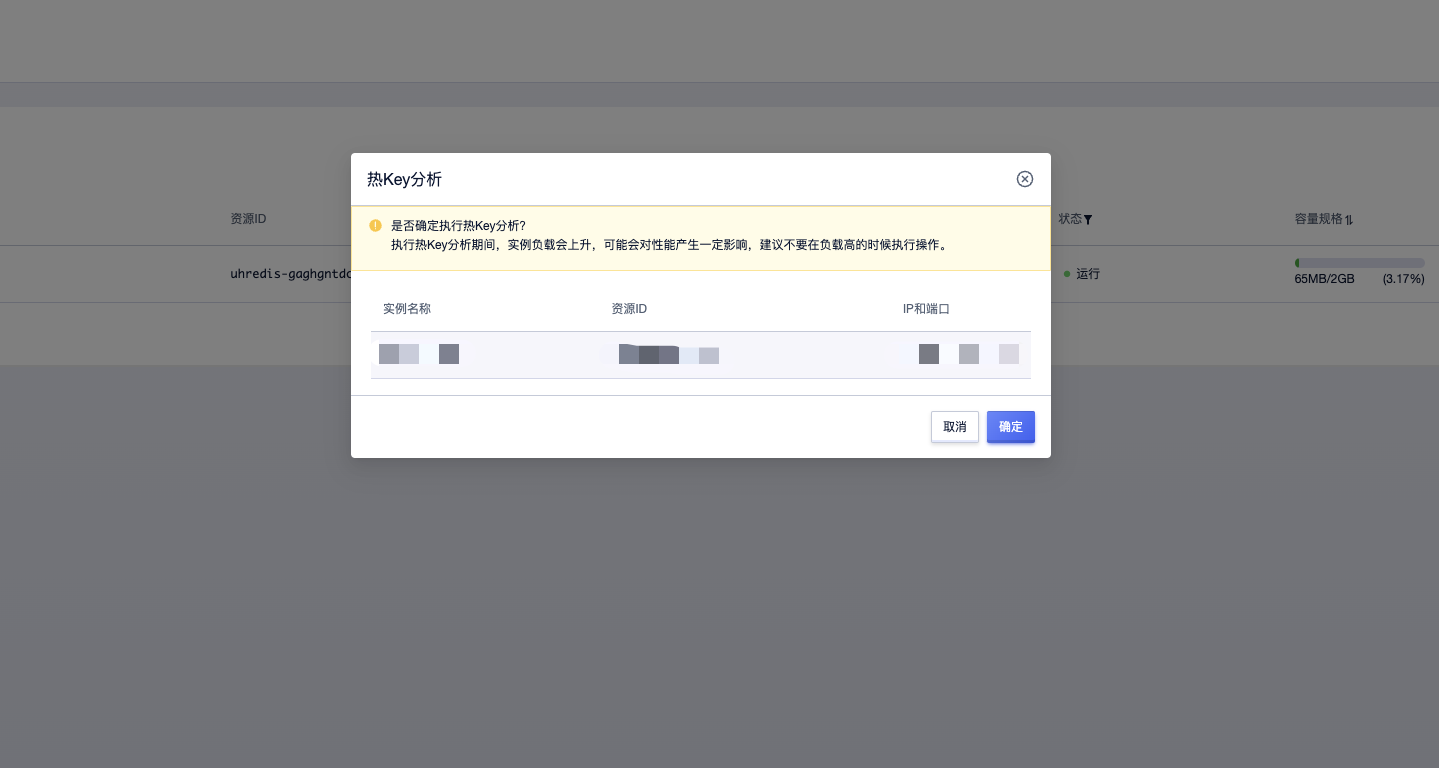 热Key分析
是否确定执行热Key分析?
执行热Key分析期间，实例负载会上升，可能会对性能产生一定影响，建议不要在负载高的时候执行操作。
资源ID
状态
容量规格
uhredis-gaghgntdc
运行
65MB/2GB (3.17%)
实例名称 资源ID IP和端口
取消 确定